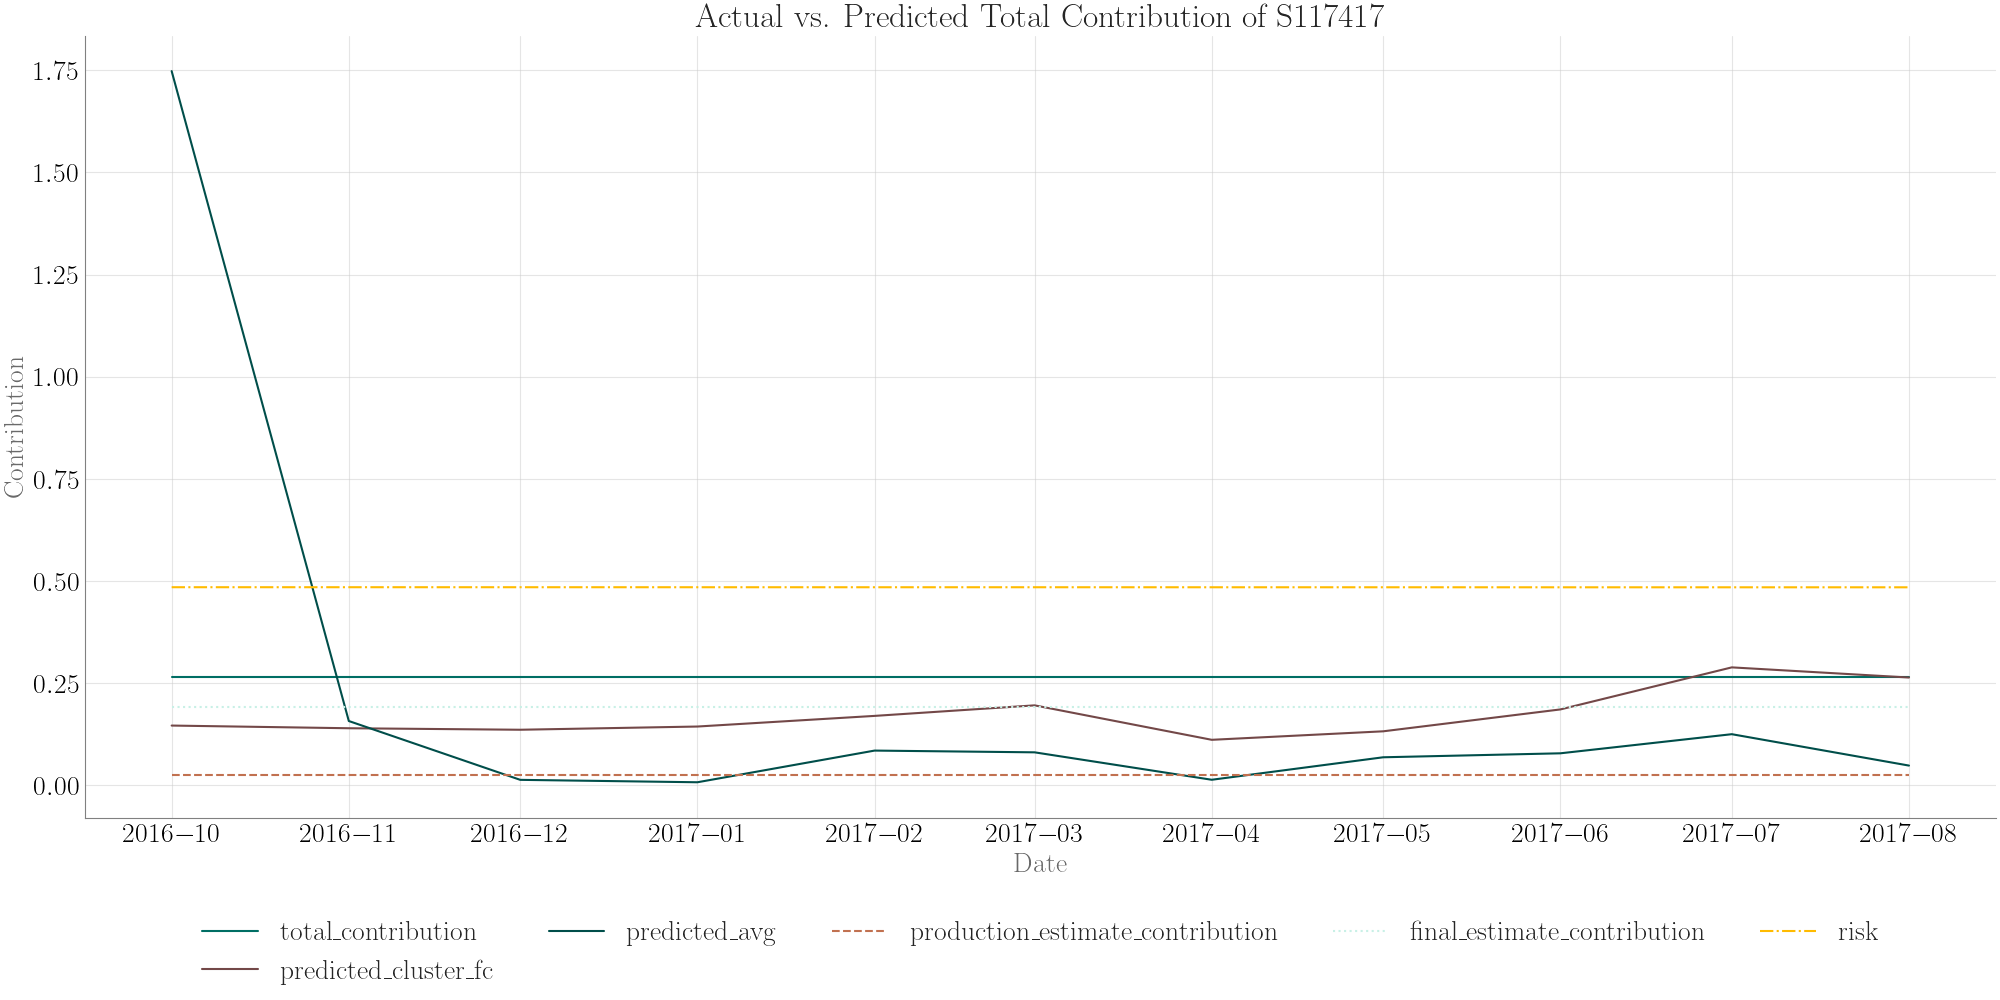 Actual vs. Predicted Total Contribution of S117417
1.75
1.50
1.25
1.00
0.75
0.50
0.25
0.00
Contribution
2016–10 2016–11 2016–12 2017–01 2017–02 2017–03 2017–04 2017–05 2017–06 2017–07 2017–08
Date
total_contribution predicted_avg production_estimate_contribution final_estimate_contribution risk
predicted_cluster_fc